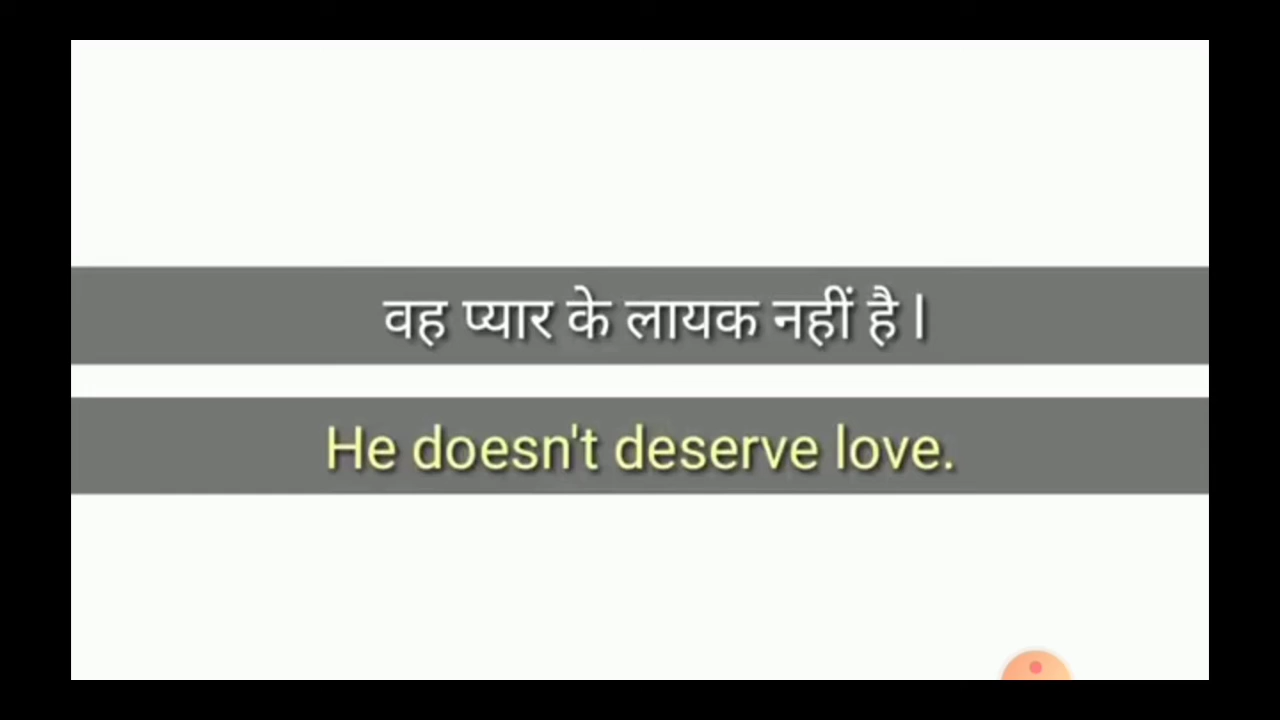 वह प्यार के लायक नहीं है l
He doesn't deserve love.